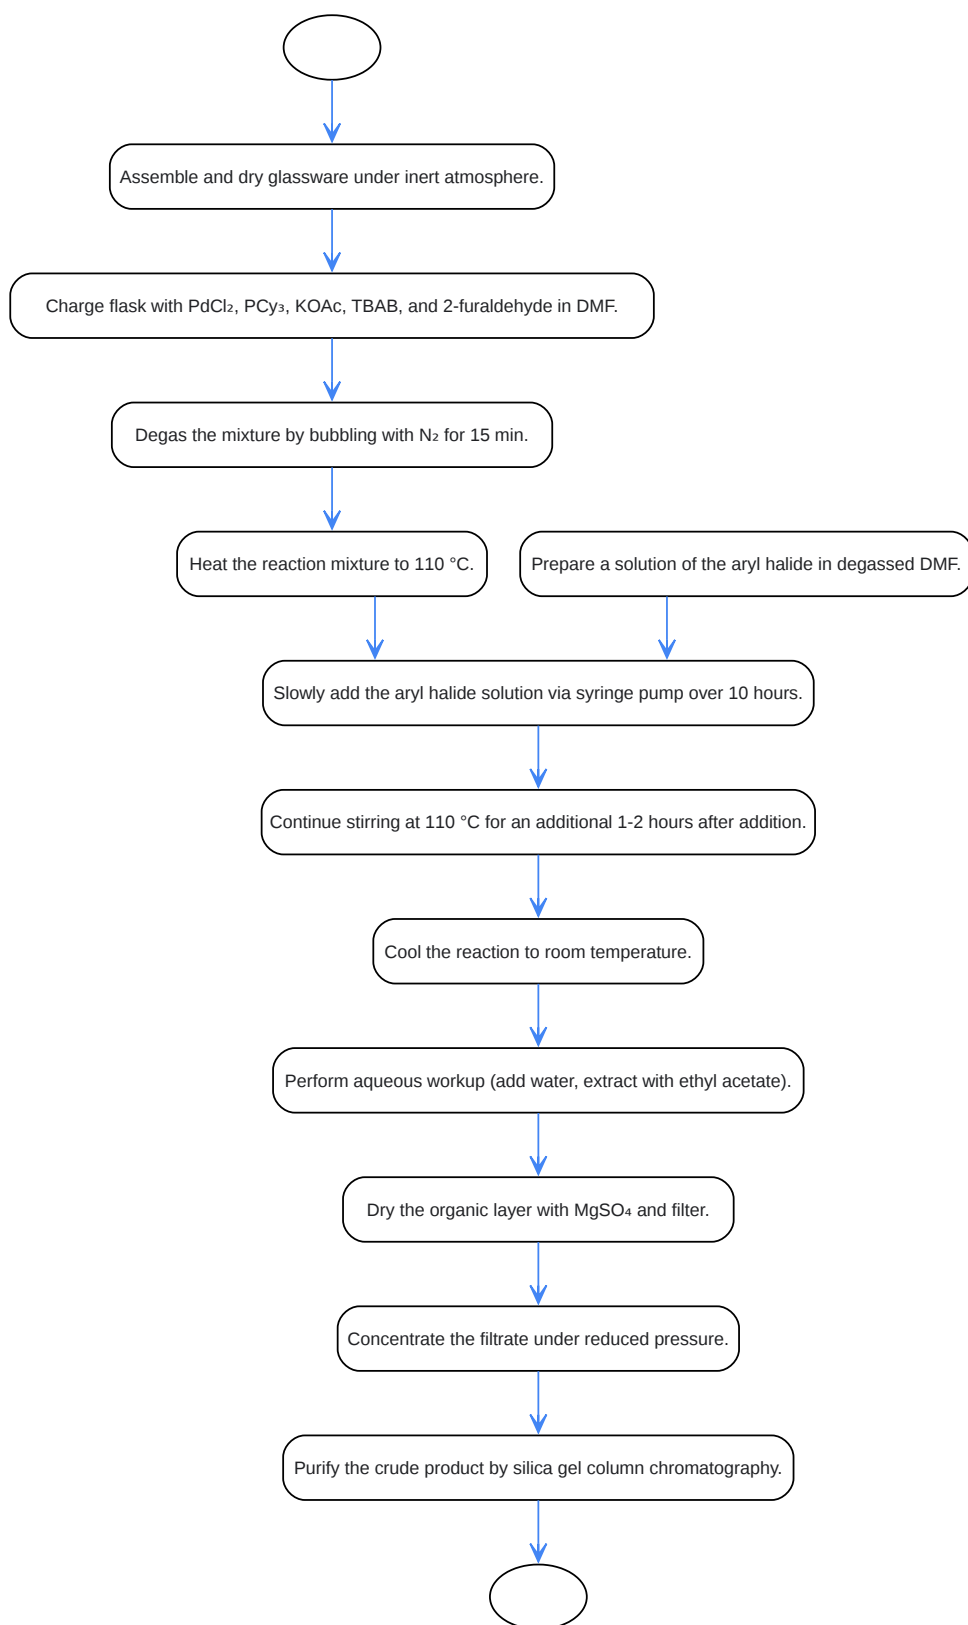 Assemble and dry glassware under inert atmosphere.
Charge flask with PdCl₂, PCy₃, KOAc, TBAB, and 2-furaldehyde in DMF.
Degas the mixture by bubbling with N₂ for 15 min.
Heat the reaction mixture to 110 °C.
Prepare a solution of the aryl halide in degassed DMF.
Slowly add the aryl halide solution via syringe pump over 10 hours.
Continue stirring at 110 °C for an additional 1-2 hours after addition.
Cool the reaction to room temperature.
Perform aqueous workup (add water, extract with ethyl acetate).
Dry the organic layer with MgSO₄ and filter.
Concentrate the filtrate under reduced pressure.
Purify the crude product by silica gel column chromatography.